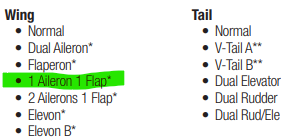 Wing
• Normal
• Dual Aileron*
• Flaperon*
• 1 Aileron 1 Flap*
• 2 Ailerons 1 Flap*
• Elevon*
• Elevon B*
Tail
• Normal
• V-Tail A**
• V-Tail B**
• Dual Elevator
• Dual Rudder
• Dual Rud/Ele